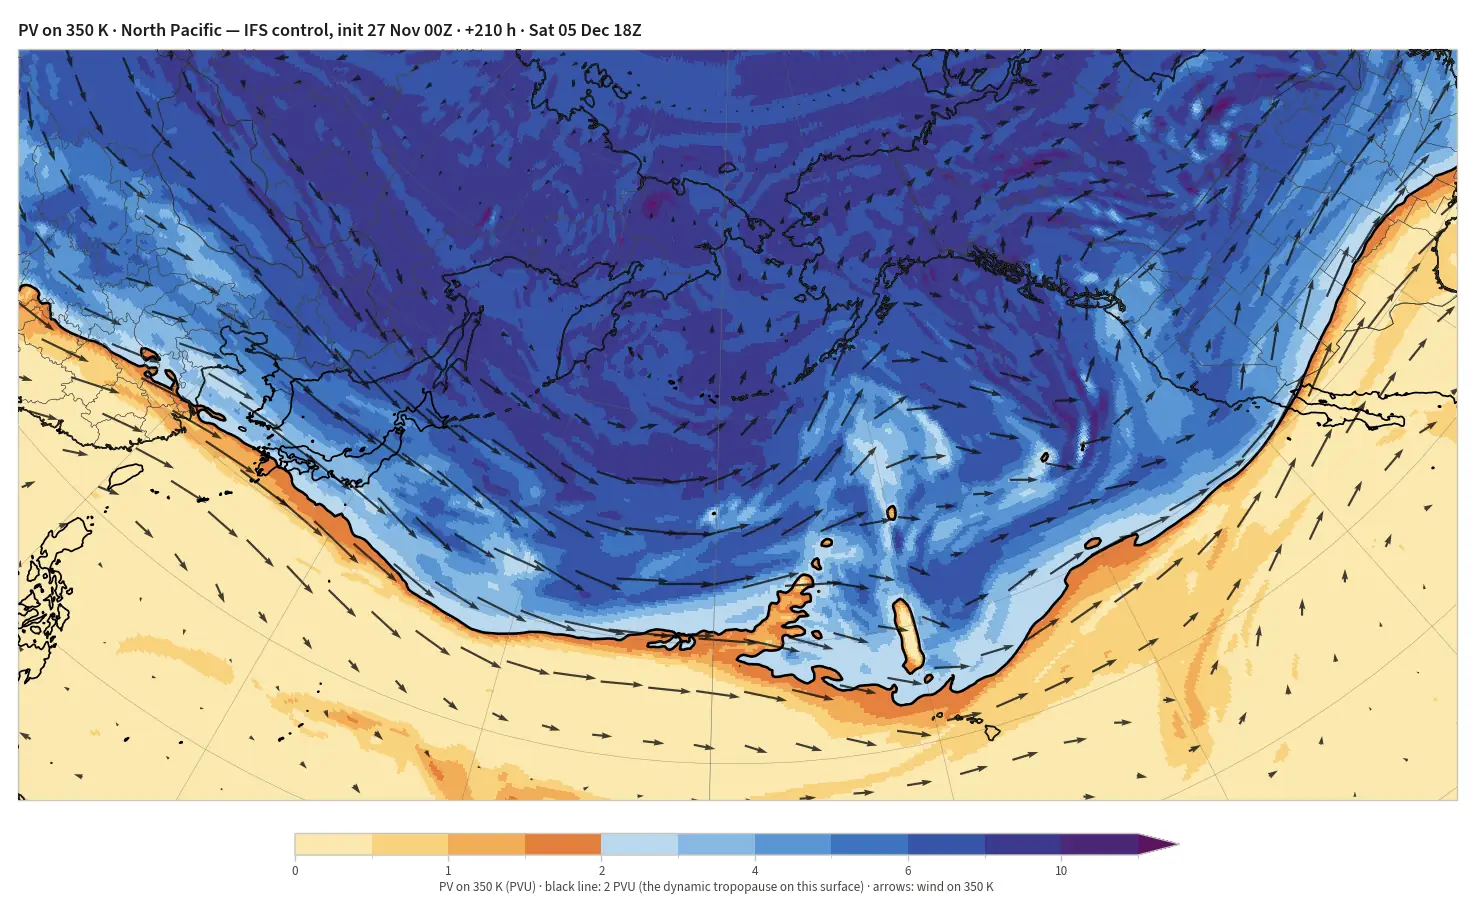 PV on 350 K · North Pacific — IFS control, init 27 Nov 00Z · +210 h · Sat 05 Dec 18Z
0 1 2 4 6 10
PV on 350 K (PVU) · black line: 2 PVU (the dynamic tropopause on this surface) · arrows: wind on 350 K